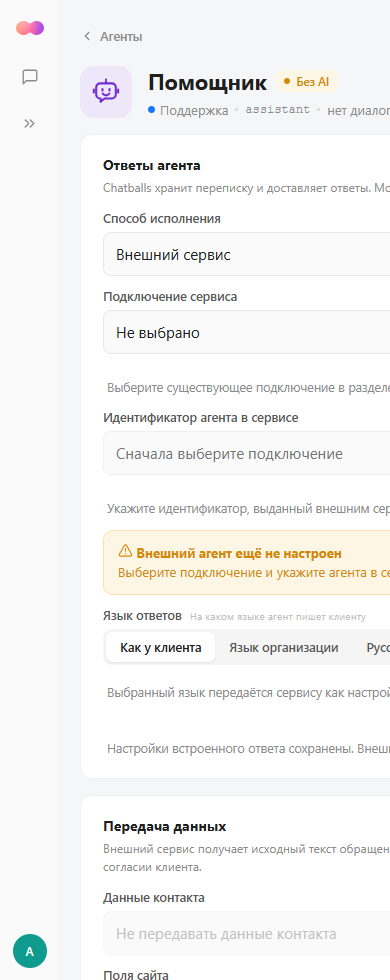 Агенты
Помощник
Без AI
Поддержка · assistant · нет диалог
Ответы агента
Chatballs хранит переписку и доставляет ответы. Мо
Способ исполнения
Внешний сервис
Подключение сервиса
Не выбрано
Выберите существующее подключение в разделе
Идентификатор агента в сервисе
Сначала выберите подключение
Укажите идентификатор, выданный внешним сер
Внешний агент ещё не настроен
Выберите подключение и укажите агента в се
Язык ответов На каком языке агент пишет клиенту
Как у клиента Язык организации Русс
Выбранный язык передаётся сервису как настрой
Настройки встроенного ответа сохранены. Внеш
Передача данных
Внешний сервис получает исходный текст обращен
согласии клиента.
Данные контакта
Не передавать данные контакта
Поля сайта
A